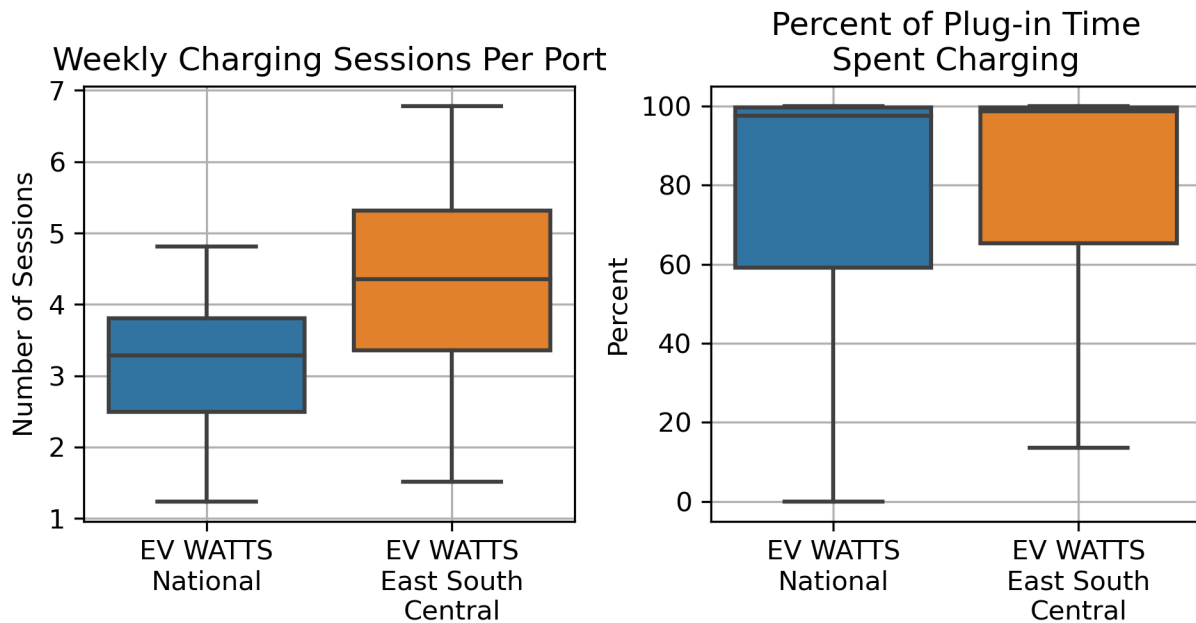 Weekly Charging Sessions Per Port
Number of Sessions
7
6
5
4
3
2
1
EV WATTS
National
EV WATTS
East South
Central
Percent of Plug-in Time
Spent Charging
Percent
100
80
60
40
20
0
EV WATTS
National
EV WATTS
East South
Central